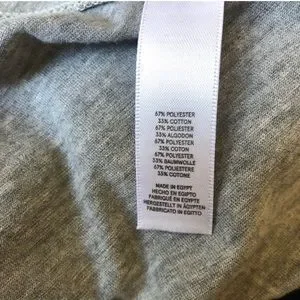 67% POLYESTER
33% COTTON
67% POLIESTER
33% ALGODON
67% POLYESTER
33% COTON
67% POLYESTER
33% BAUMWOLLE
67% POLIESTERE
33% COTONE
MADE IN EGYPT
HECHO EN EGIPTO
FABRIQUE EN EGYPTE
HERGESTELLT IN ÄGYPTEN
FABBRICATO IN EGITTO